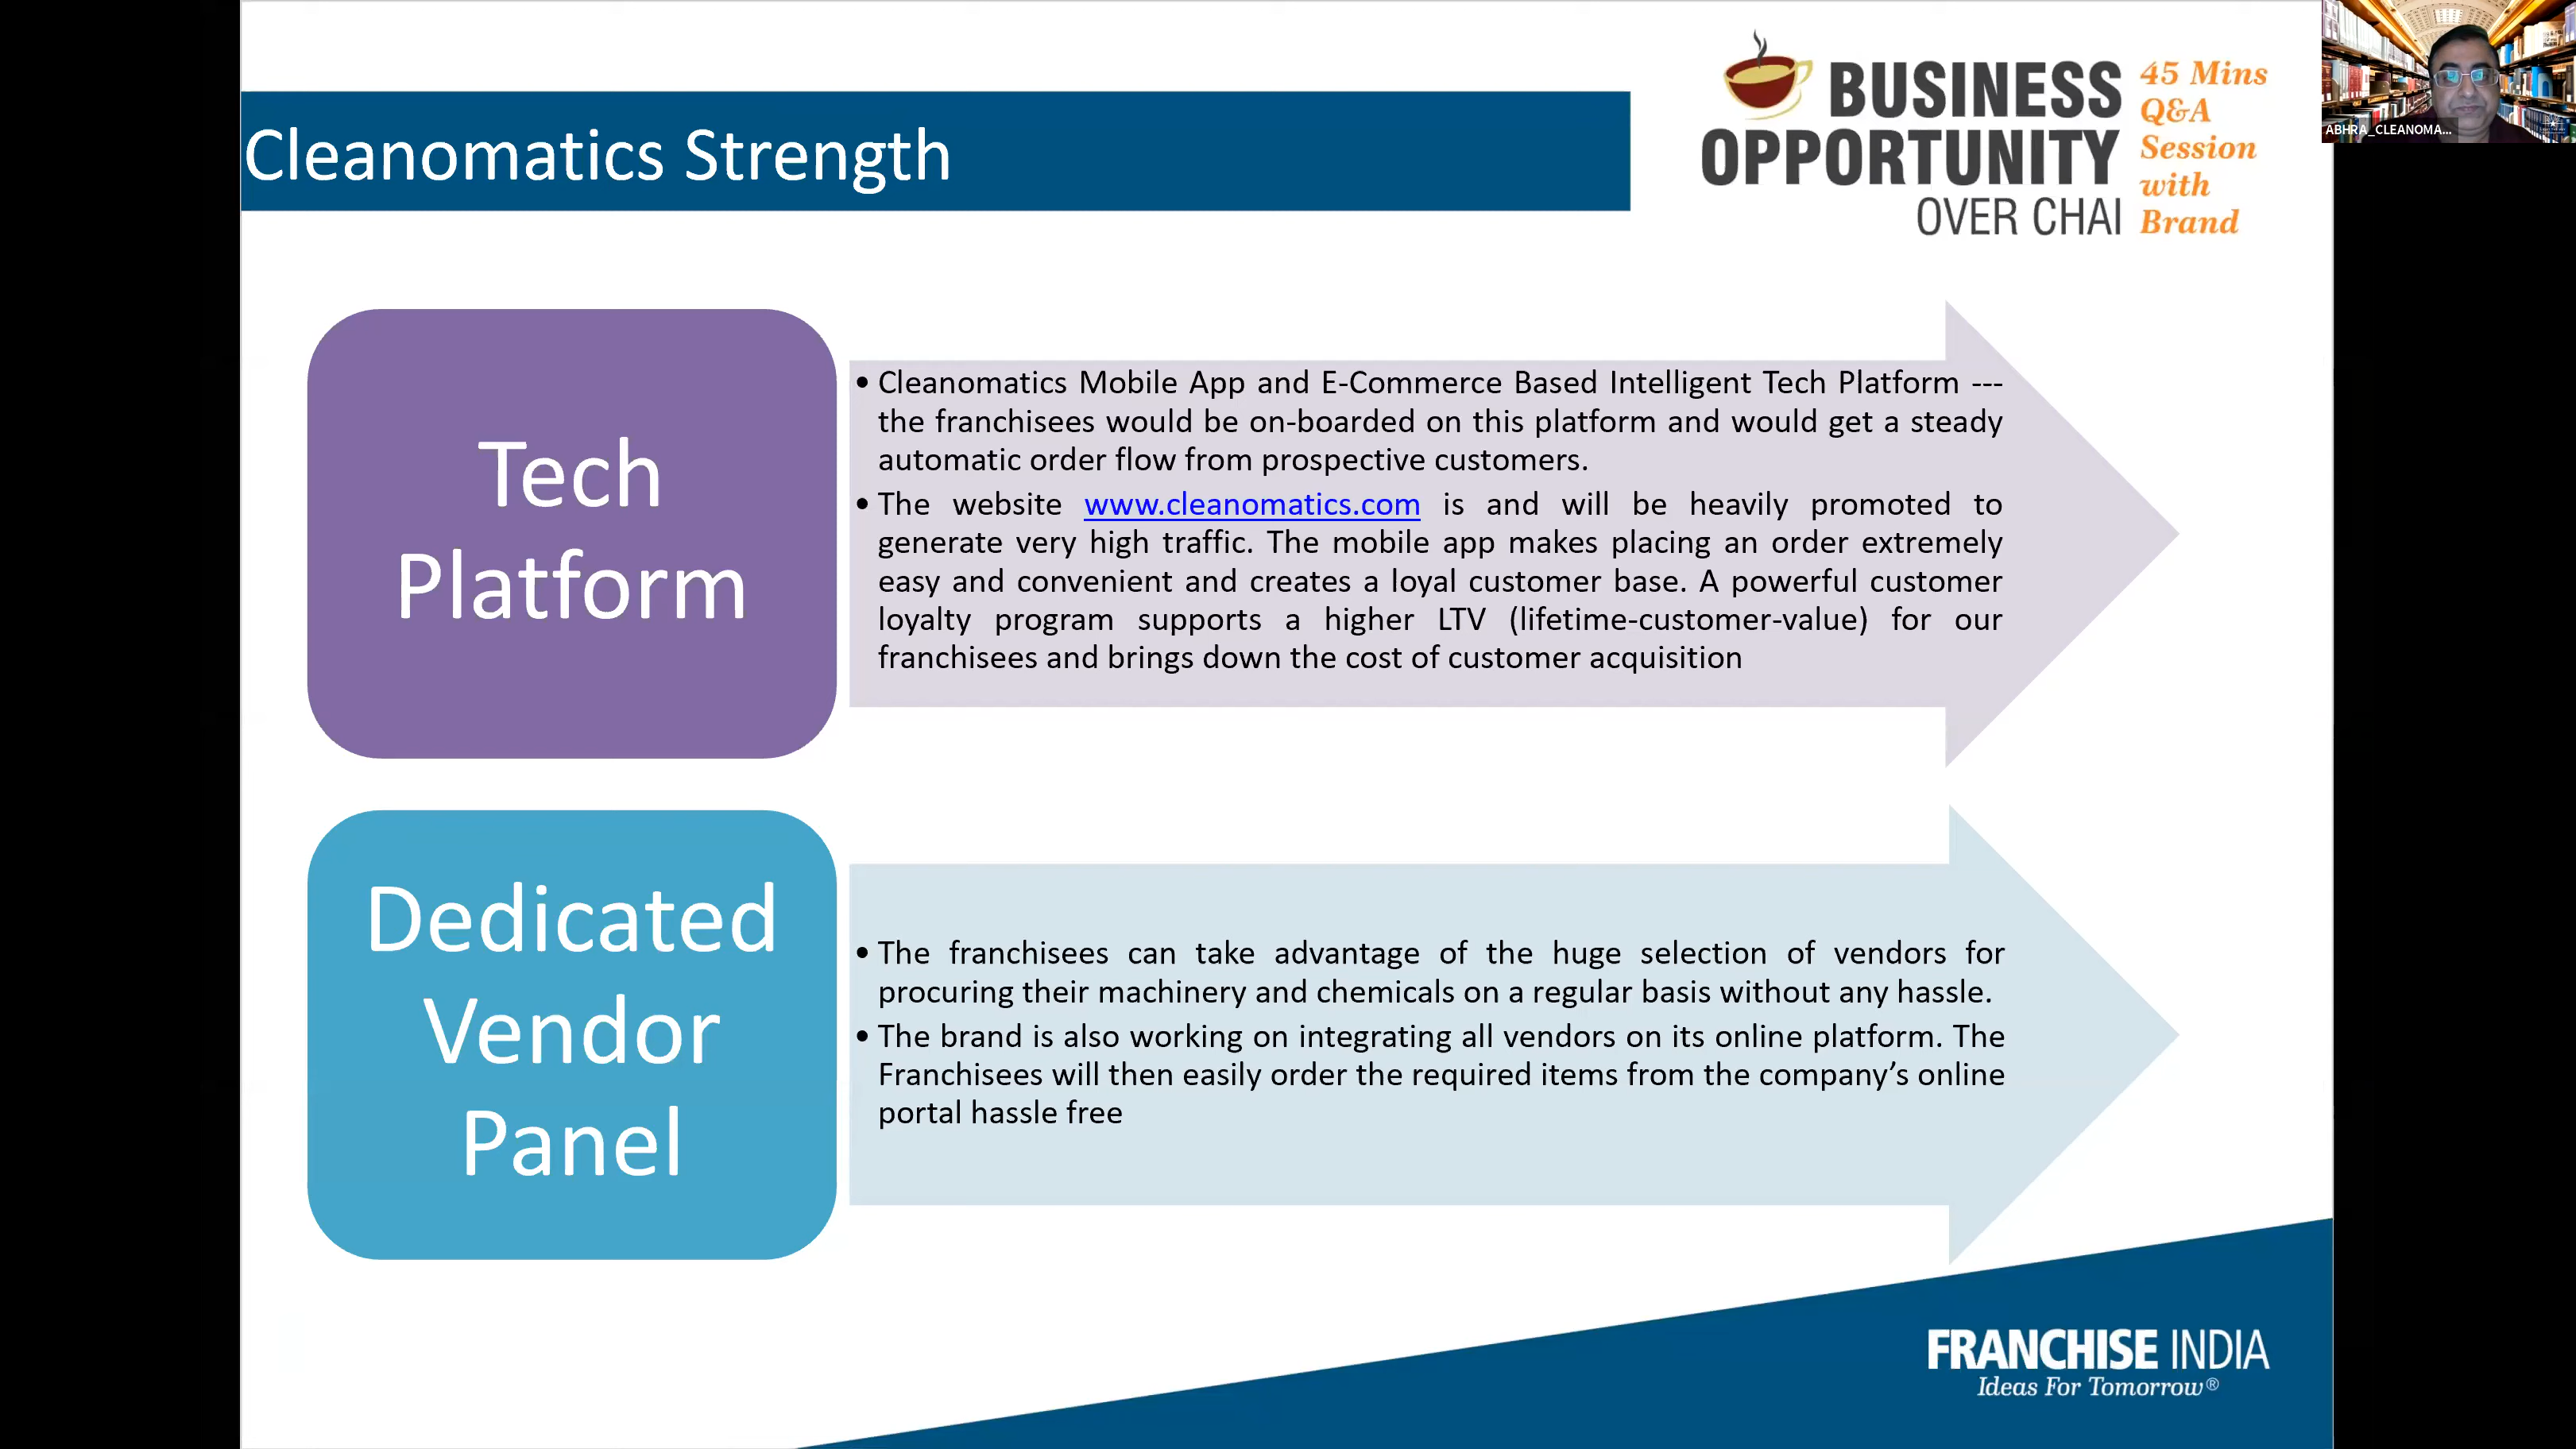 Cleanomatics Strength
BUSINESS
OPPORTUNITY
OVER CHAI
45 Mins
Q&A
Session
with
Brand
ABHRA_CLEANOMA...
Tech
Platform
• Cleanomatics Mobile App and E-Commerce Based Intelligent Tech Platform ---
the franchisees would be on-boarded on this platform and would get a steady
automatic order flow from prospective customers.
• The website www.cleanomatics.com is and will be heavily promoted to
generate very high traffic. The mobile app makes placing an order extremely
easy and convenient and creates a loyal customer base. A powerful customer
loyalty program supports a higher LTV (lifetime-customer-value) for our
franchisees and brings down the cost of customer acquisition
Dedicated
Vendor
Panel
• The franchisees can take advantage of the huge selection of vendors for
procuring their machinery and chemicals on a regular basis without any hassle.
• The brand is also working on integrating all vendors on its online platform. The
Franchisees will then easily order the required items from the company’s online
portal hassle free
FRANCHISE INDIA
Ideas For Tomorrow®